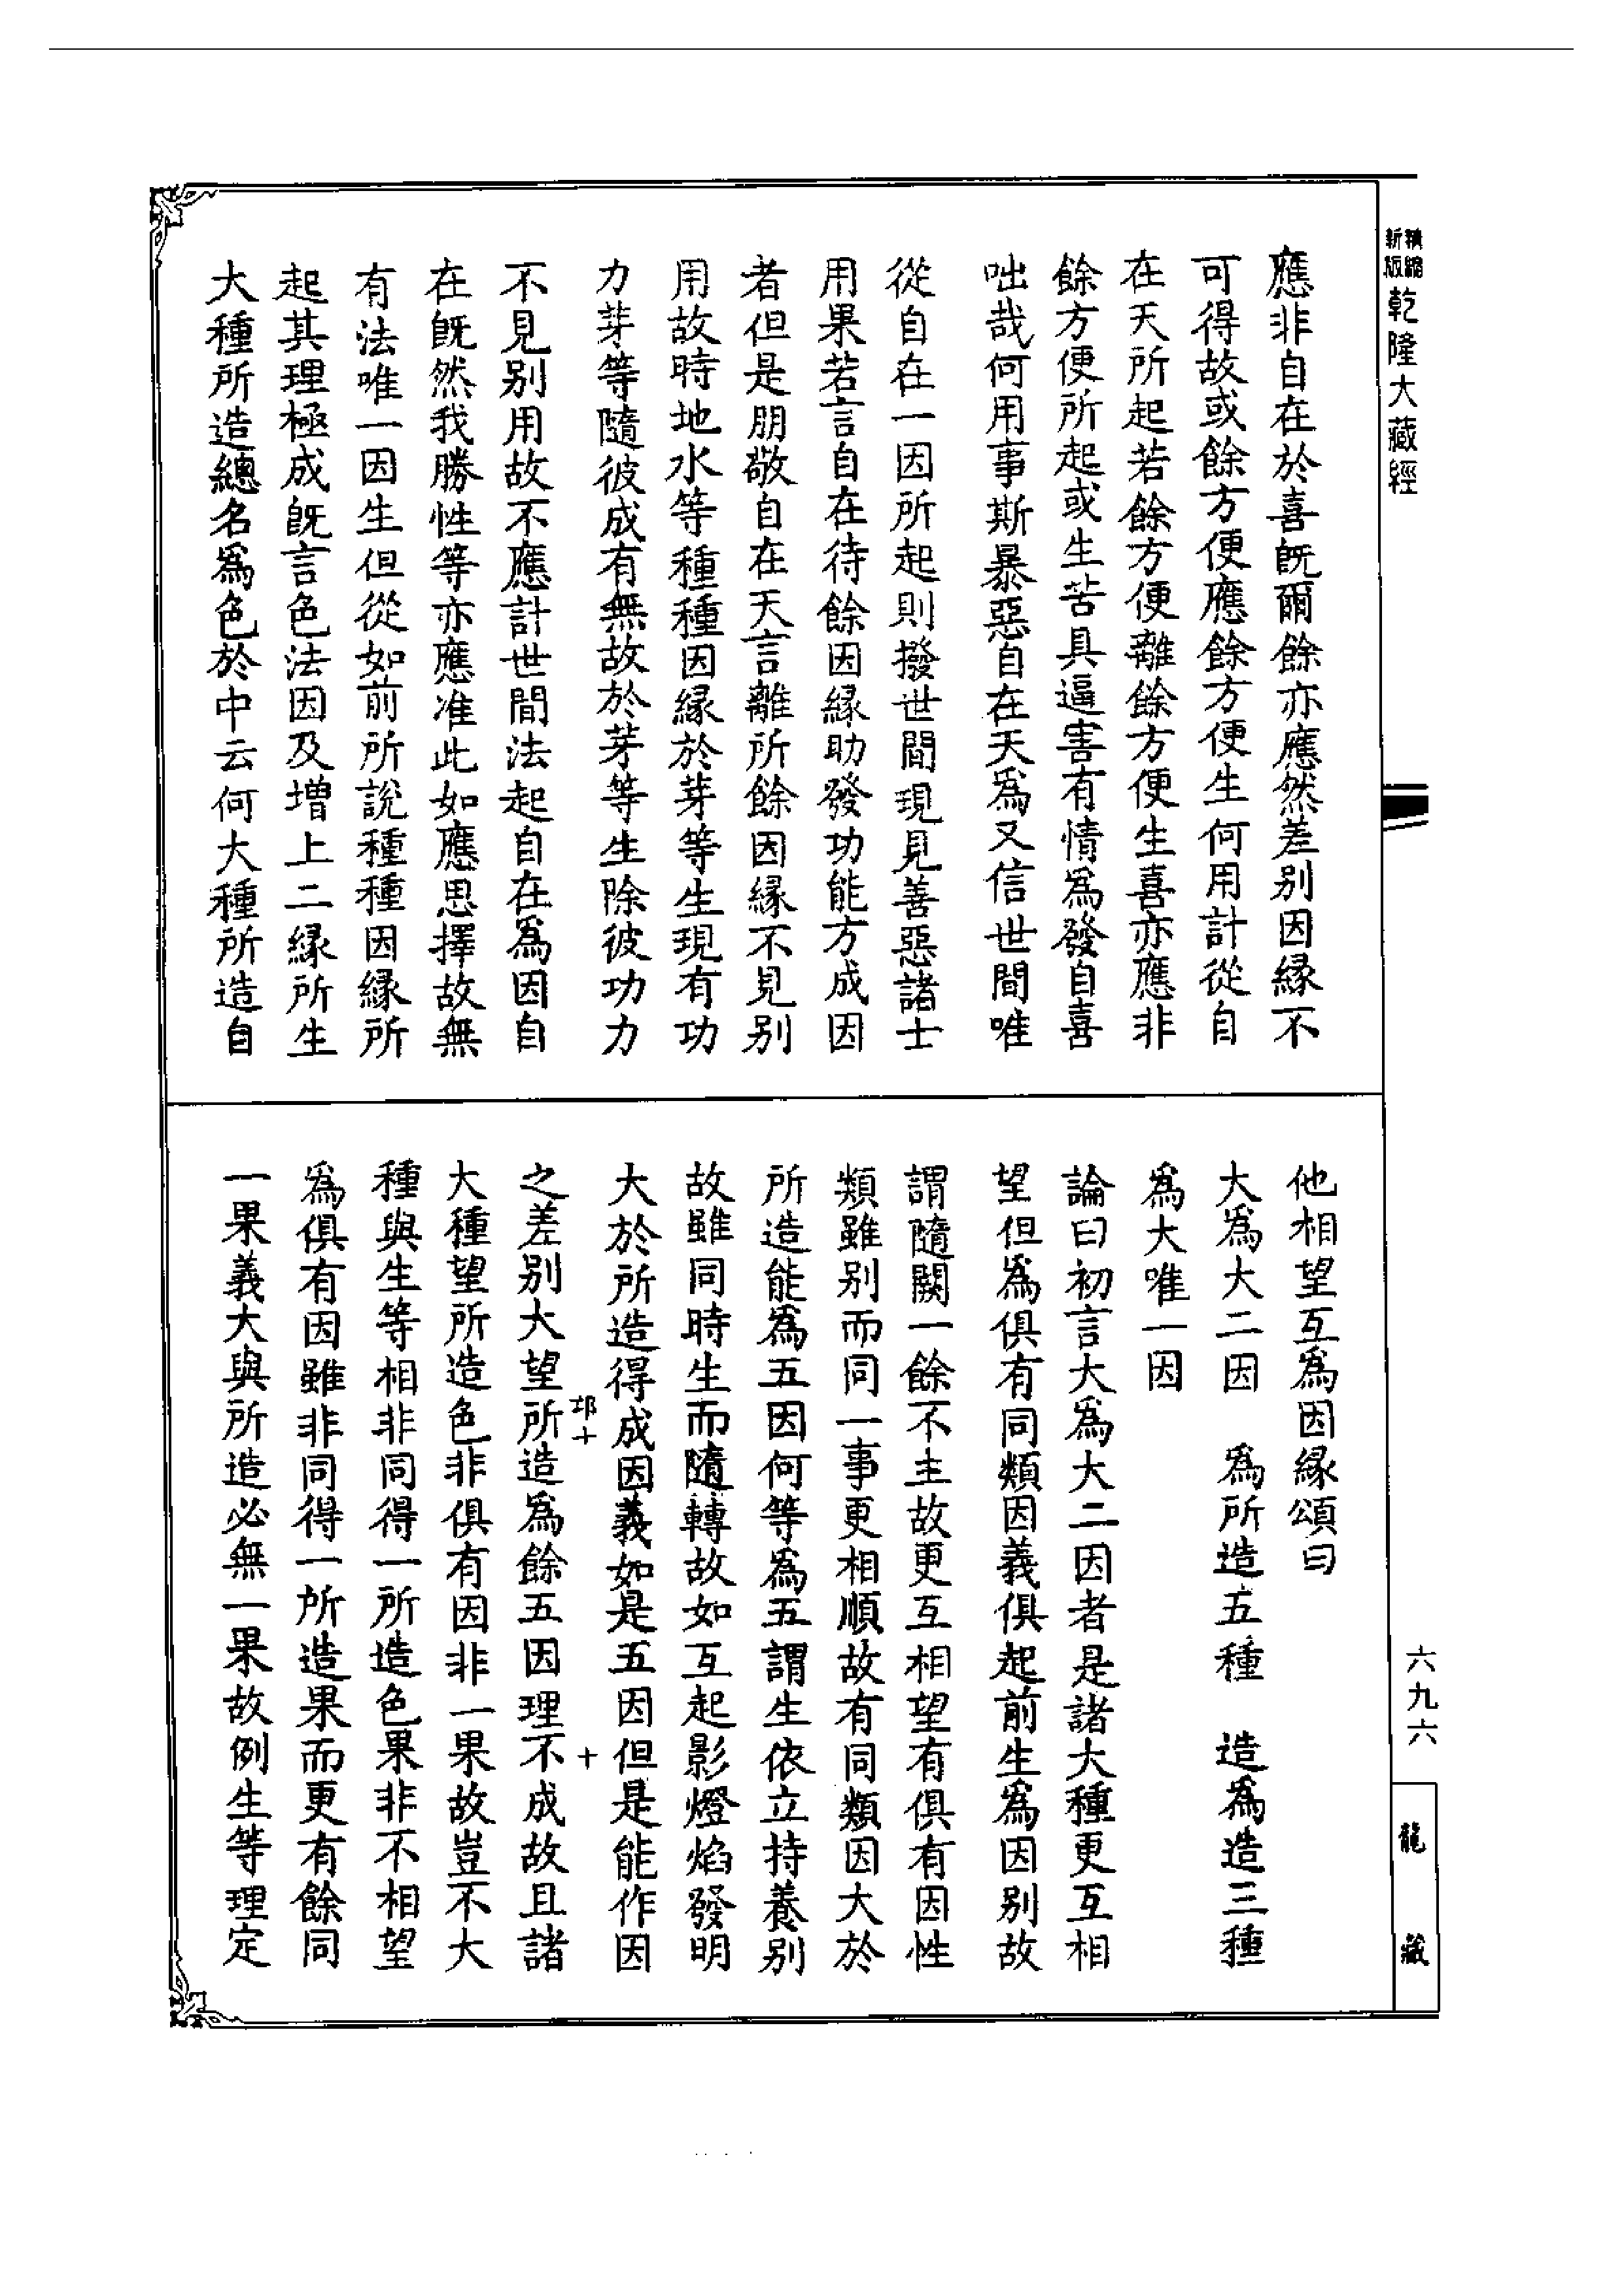 精縮新版乾隆大藏經
應非自在於喜旣爾餘亦應然差別因緣不
可得故或餘方便應餘方便生何用計從自
在天所起若餘方便離餘方便生喜亦應非
餘方便所起或生苦具逼害有情爲發自喜
咄哉何用事斯暴惡自在天爲又信世間唯
從自在一因所起則撥世間現見善惡諸士
用果若言自在待餘因緣助發功能方成因
者但是朋敬自在天言離所餘因緣不見別
用故時地水等種種因緣於芽等生現有功
力芽等隨彼成有無故於芽等生除彼功力
不見別用故不應計世間法起自在爲因自
在旣然我勝性等亦應准此如應思擇故無
有法唯一因生但從如前所說種種因緣所
起其理極成旣言色法因及增上二緣所生
大種所造總名爲色於中云何大種所造自
他相望互爲因緣頌曰
大爲大二因　爲所造五種　造爲造三種
爲大唯一因
論曰初言大爲大二因者是諸大種更互相
望但爲俱有同類因義俱起前生爲因別故
謂隨闕一餘不主故更互相望有俱有因性
類雖別而同一事更相順故有同類因大於
所造能爲五因何等爲五謂生依立持養別
故雖同時生而隨轉故如互起影燈焰發明
大於所造得成因義如是五因但是能作因
邛十　十
之差別大望所造爲餘五因理不成故且諸
大種望所造色非俱有因非一果故豈不大
種與生等相非同得一所造色果非不相望
爲俱有因雖非同得一所造果而更有餘同
一果義大與所造必無一果故例生等理定
六九六
龍藏